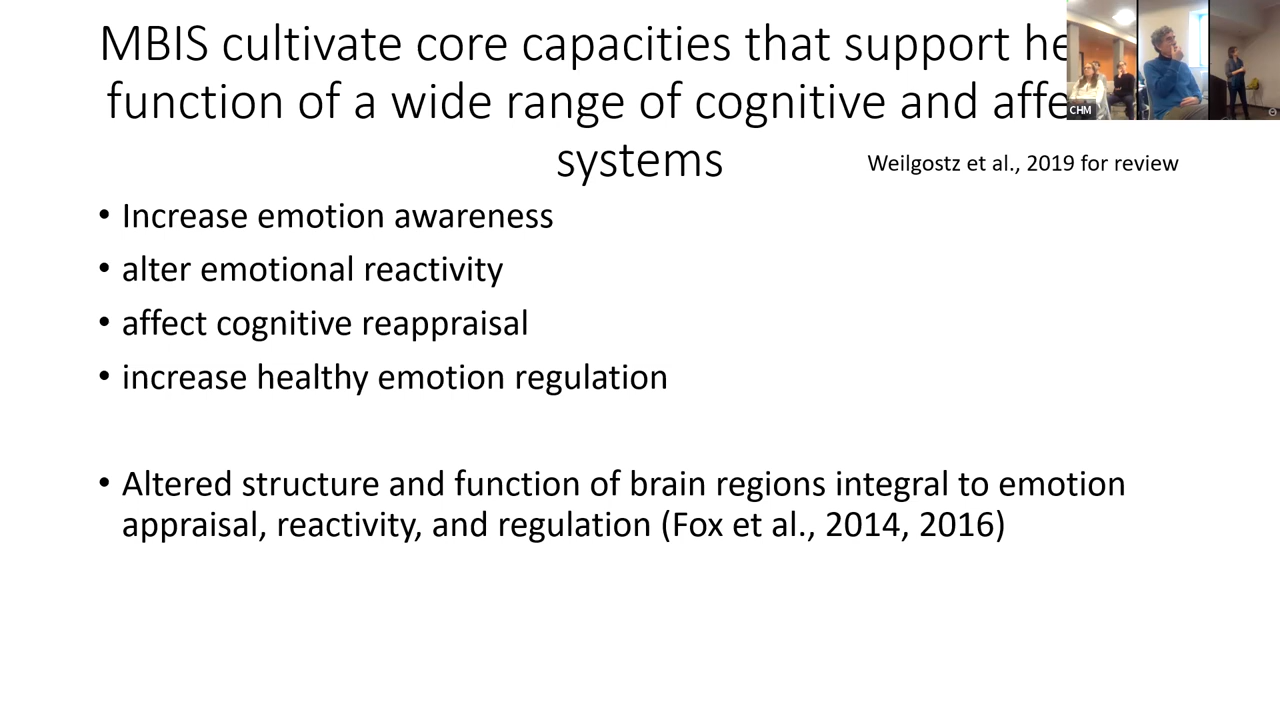 MBIS cultivate core capacities that support he
function of a wide range of cognitive and affe
systems
Weilgostz et al., 2019 for review
CHM
• Increase emotion awareness
• alter emotional reactivity
• affect cognitive reappraisal
• increase healthy emotion regulation
• Altered structure and function of brain regions integral to emotion
appraisal, reactivity, and regulation (Fox et al., 2014, 2016)